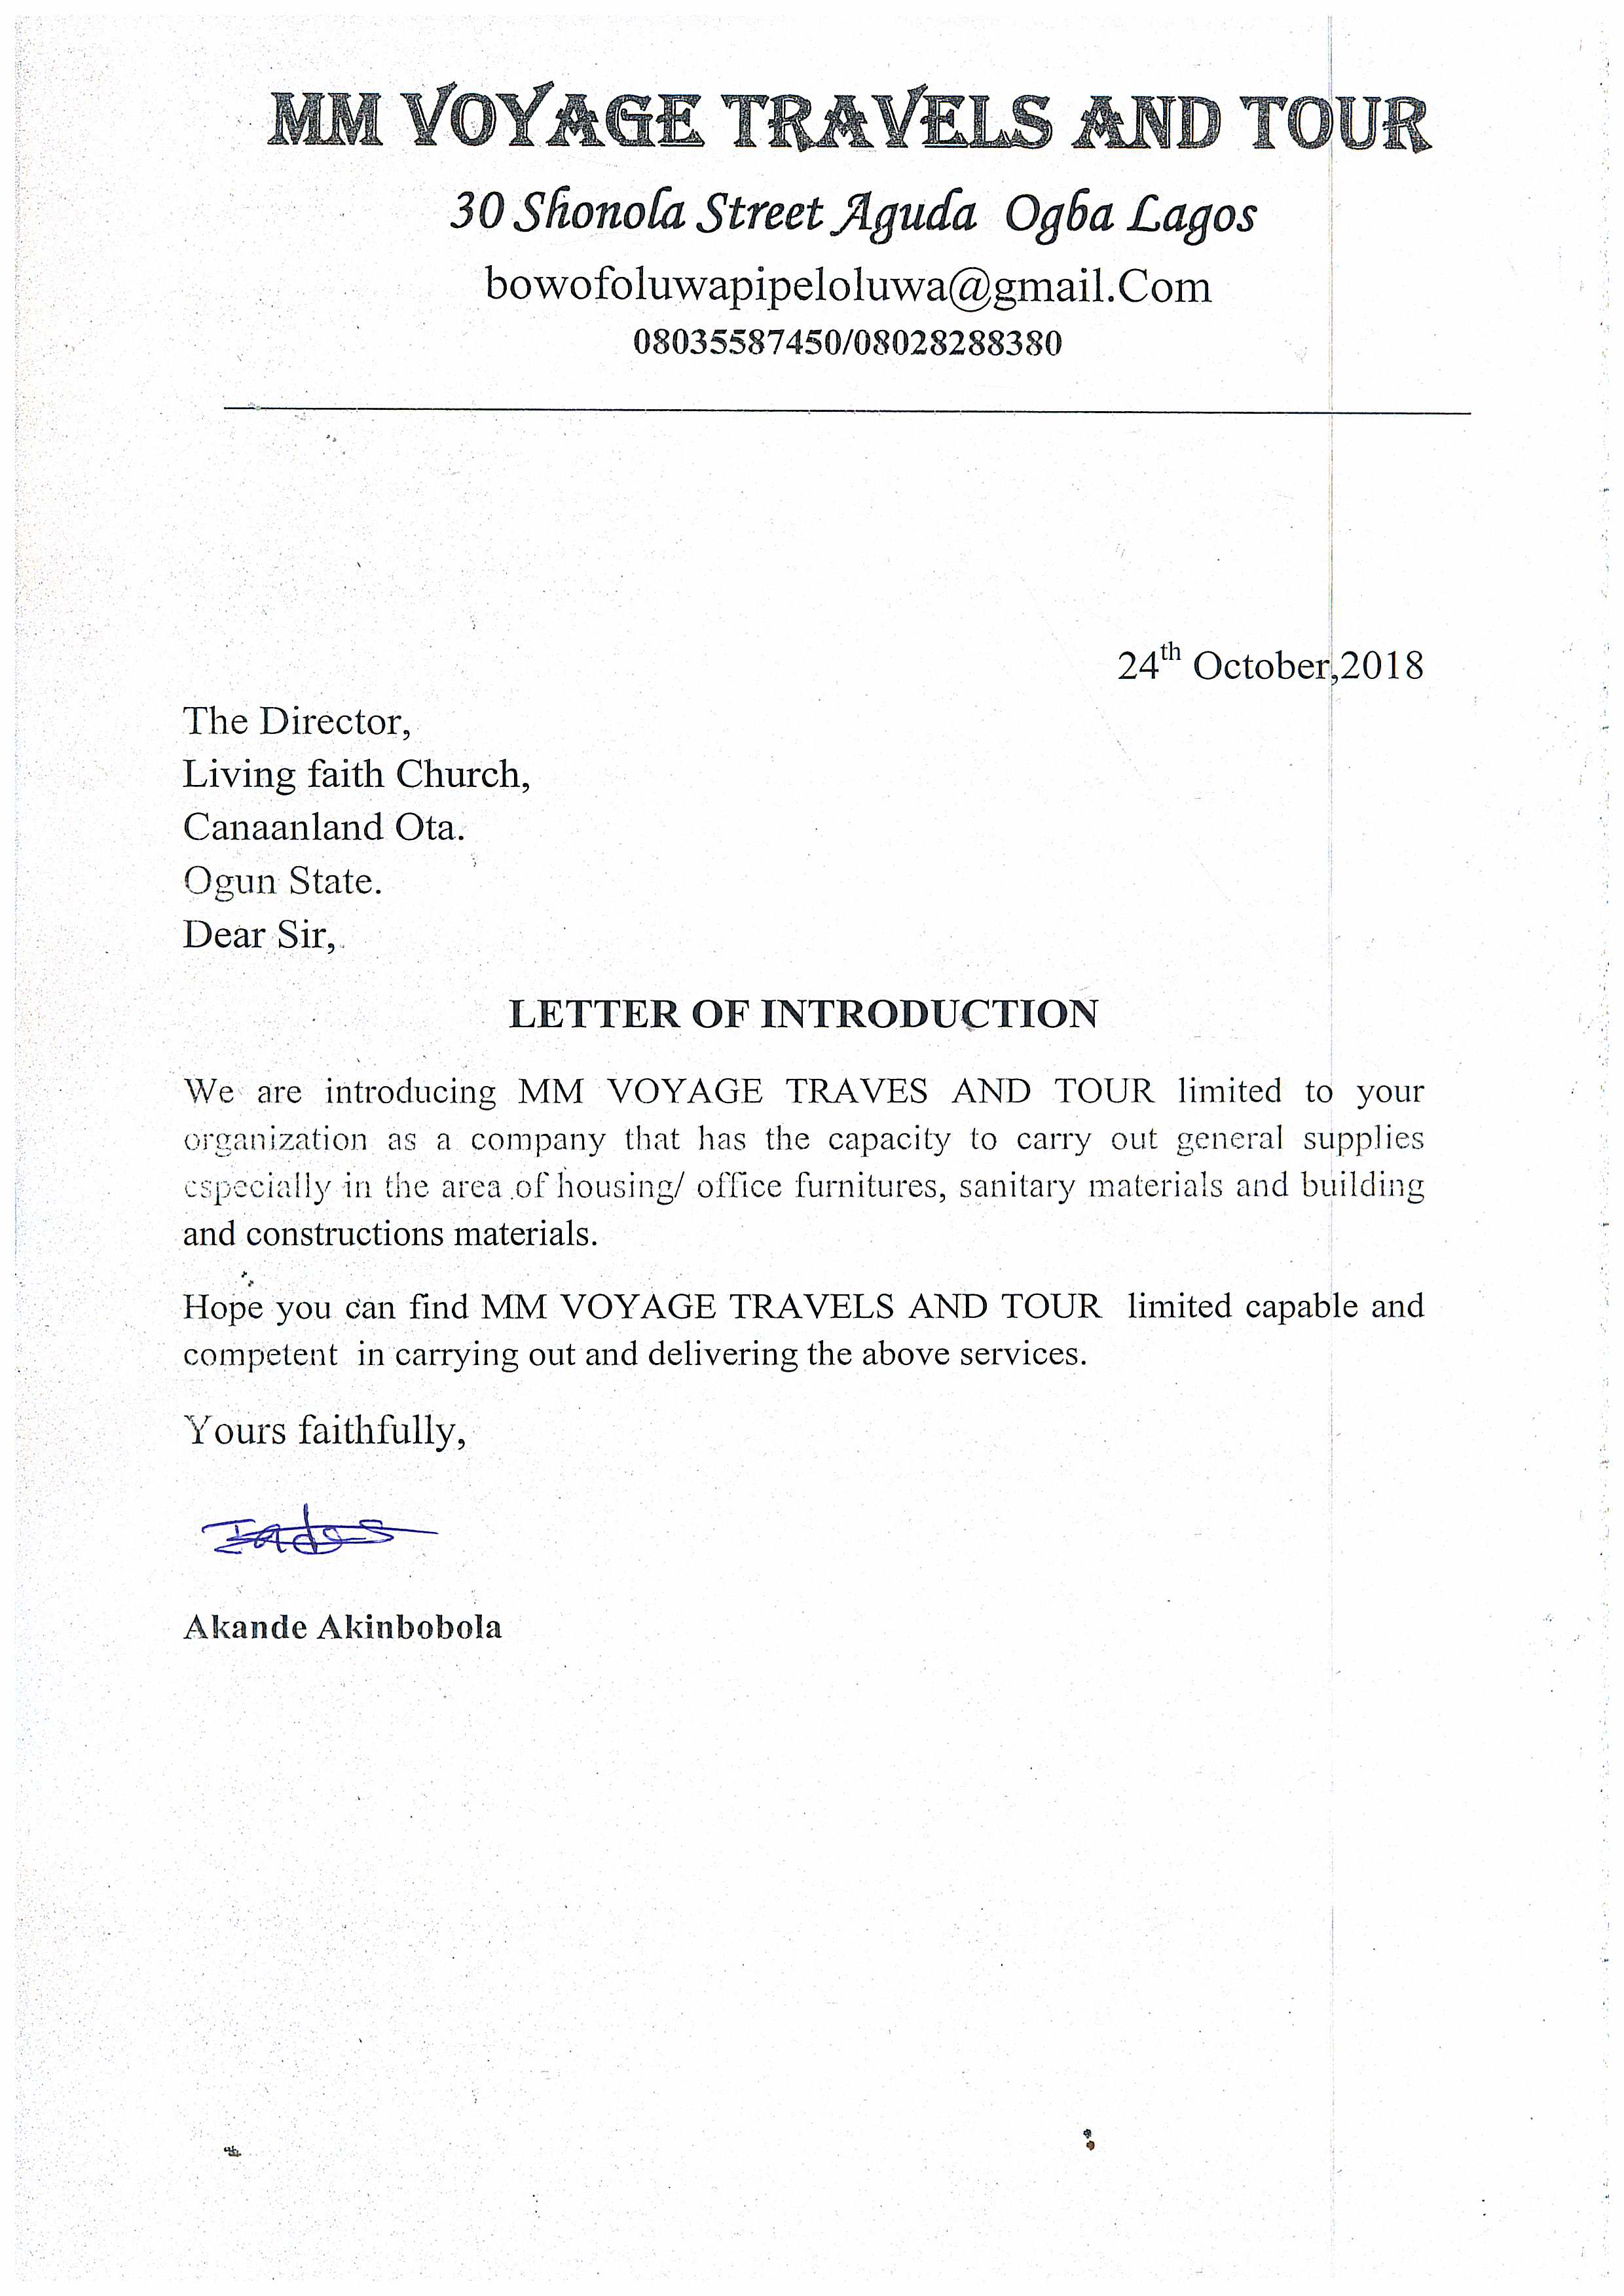 MM VOYAGE TRAVELS AND TOUR
30 Shonola Street Aguda Ogba Lagos
bowofoluwapipeloluwa@gmail.Com
08035587450/08028288380
24th October,2018
The Director,
Living faith Church,
Canaanland Ota.
Ogun State.
Dear Sir,
LETTER OF INTRODUCTION
We are introducing MM VOYAGE TRAVES AND TOUR limited to your
organization as a company that has the capacity to carry out general supplies
especially in the area of housing/ office furnitures, sanitary materials and building
and constructions materials.
Hope you can find MM VOYAGE TRAVELS AND TOUR limited capable and
competent in carrying out and delivering the above services.
Yours faithfully,
Akande Akinbobola